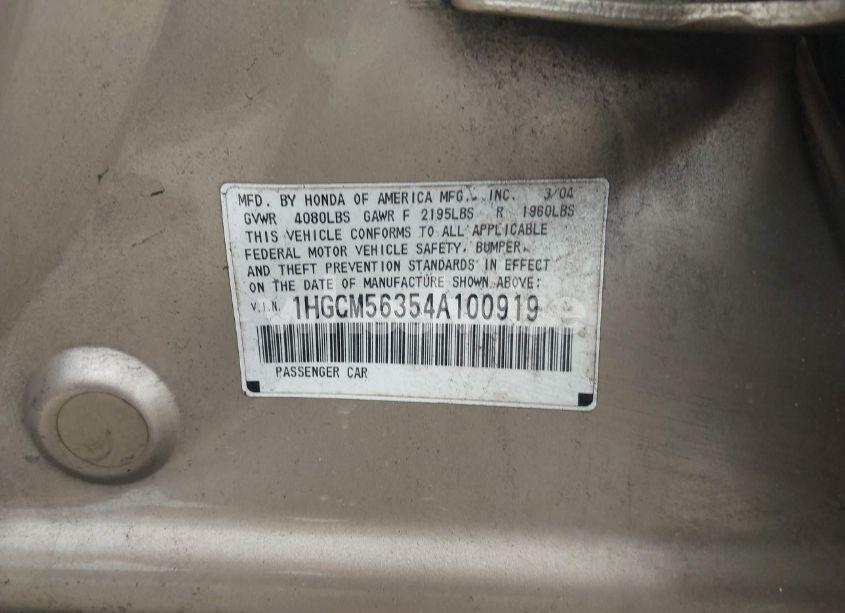 MFD. BY HONDA OF AMERICA MFG., INC. 3/04
GVWR 4080LBS GAWR F 2195LBS R 1960LBS
THIS VEHICLE CONFORMS TO ALL APPLICABLE
FEDERAL MOTOR VEHICLE SAFETY, BUMPER,
AND THEFT PREVENTION STANDARDS IN EFFECT
ON THE DATE OF MANUFACTURE SHOWN ABOVE:
V.I.N. 1HGCM56354A100919
PASSENGER CAR